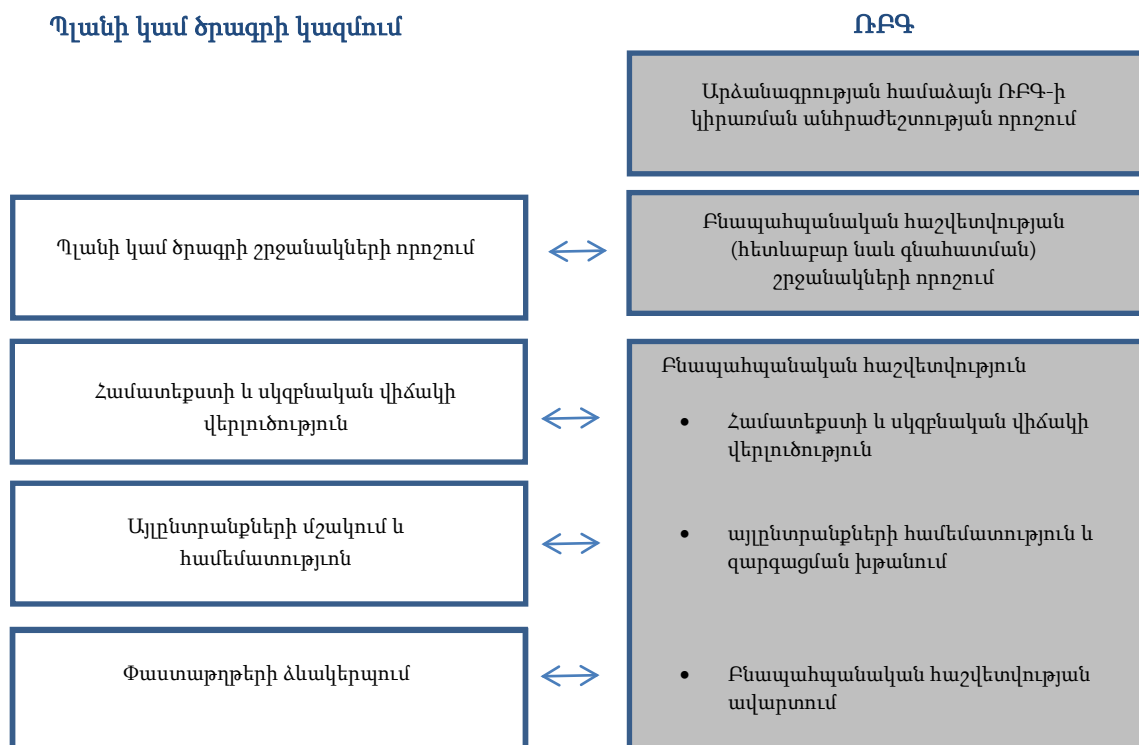 Պլանի կամ ծրագրի կազմում
ՌԲԳ
Արձանագրության համաձայն ՌԲԳ-ի
կիրառման անհրաժեշտության որոշում
Պլանի կամ ծրագրի շրջանակների որոշում
Բնապահպանական հաշվետվության
(հետևաբար նաև գնահատման)
շրջանակների որոշում
Համատեքստի և սկզբնական վիճակի
վերլուծություն
Բնապահպանական հաշվետվություն
• Համատեքստի և սկզբնական վիճակի
վերլուծություն
Այլընտրանքների մշակում և
համեմատությւոն
• այլընտրանքների համեմատություն և
զարգացման խթանում
Փաստաթղթերի ձևակերպում
• Բնապահպանական հաշվետվության
ավարտում